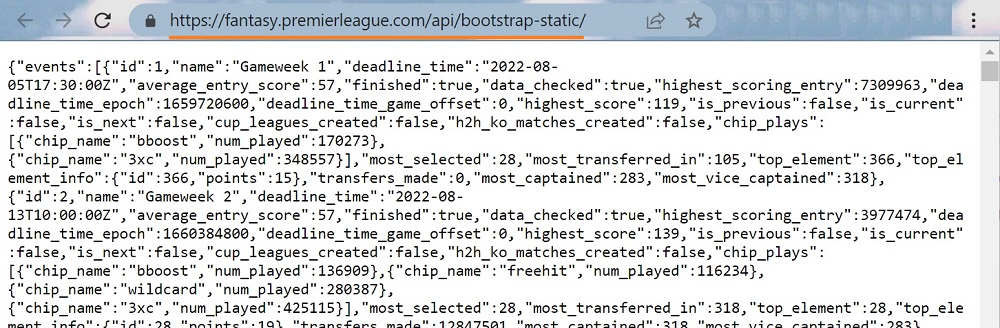 https://fantasy.premierleague.com/api/bootstrap-static/
{"events":[{"id":1,"name":"Gameweek 1","deadline_time":"2022-08-
05T17:30:00Z","average_entry_score":57,"finished":true,"data_checked":true,"highest_scoring_entry":7309963,"dea
dline_time_epoch":1659720600,"deadline_time_game_offset":0,"highest_score":119,"is_previous":false,"is_current"
:false,"is_next":false,"cup_leagues_created":false,"h2h_ko_matches_created":false,"chip_plays":
[{"chip_name":"bboost","num_played":170273},
{"chip_name":"3xc","num_played":348557}],"most_selected":28,"most_transferred_in":105,"top_element":366,"top_el
ement_info":{"id":366,"points":15},"transfers_made":0,"most_captained":283,"most_vice_captained":318},
{"id":2,"name":"Gameweek 2","deadline_time":"2022-08-
13T10:00:00Z","average_entry_score":57,"finished":true,"data_checked":true,"highest_scoring_entry":3977474,"dea
dline_time_epoch":1660384800,"deadline_time_game_offset":0,"highest_score":139,"is_previous":false,"is_current"
:false,"is_next":false,"cup_leagues_created":false,"h2h_ko_matches_created":false,"chip_plays":
[{"chip_name":"bboost","num_played":136909},{"chip_name":"freehit","num_played":116234},
{"chip_name":"wildcard","num_played":280387},
{"chip_name":"3xc","num_played":425115}],"most_selected":28,"most_transferred_in":318,"top_element":28,"top_ele
ment_info":{"id":28,"points":19},"transfers_made":12847501,"most_captained":318,"most_vice_captained":283}